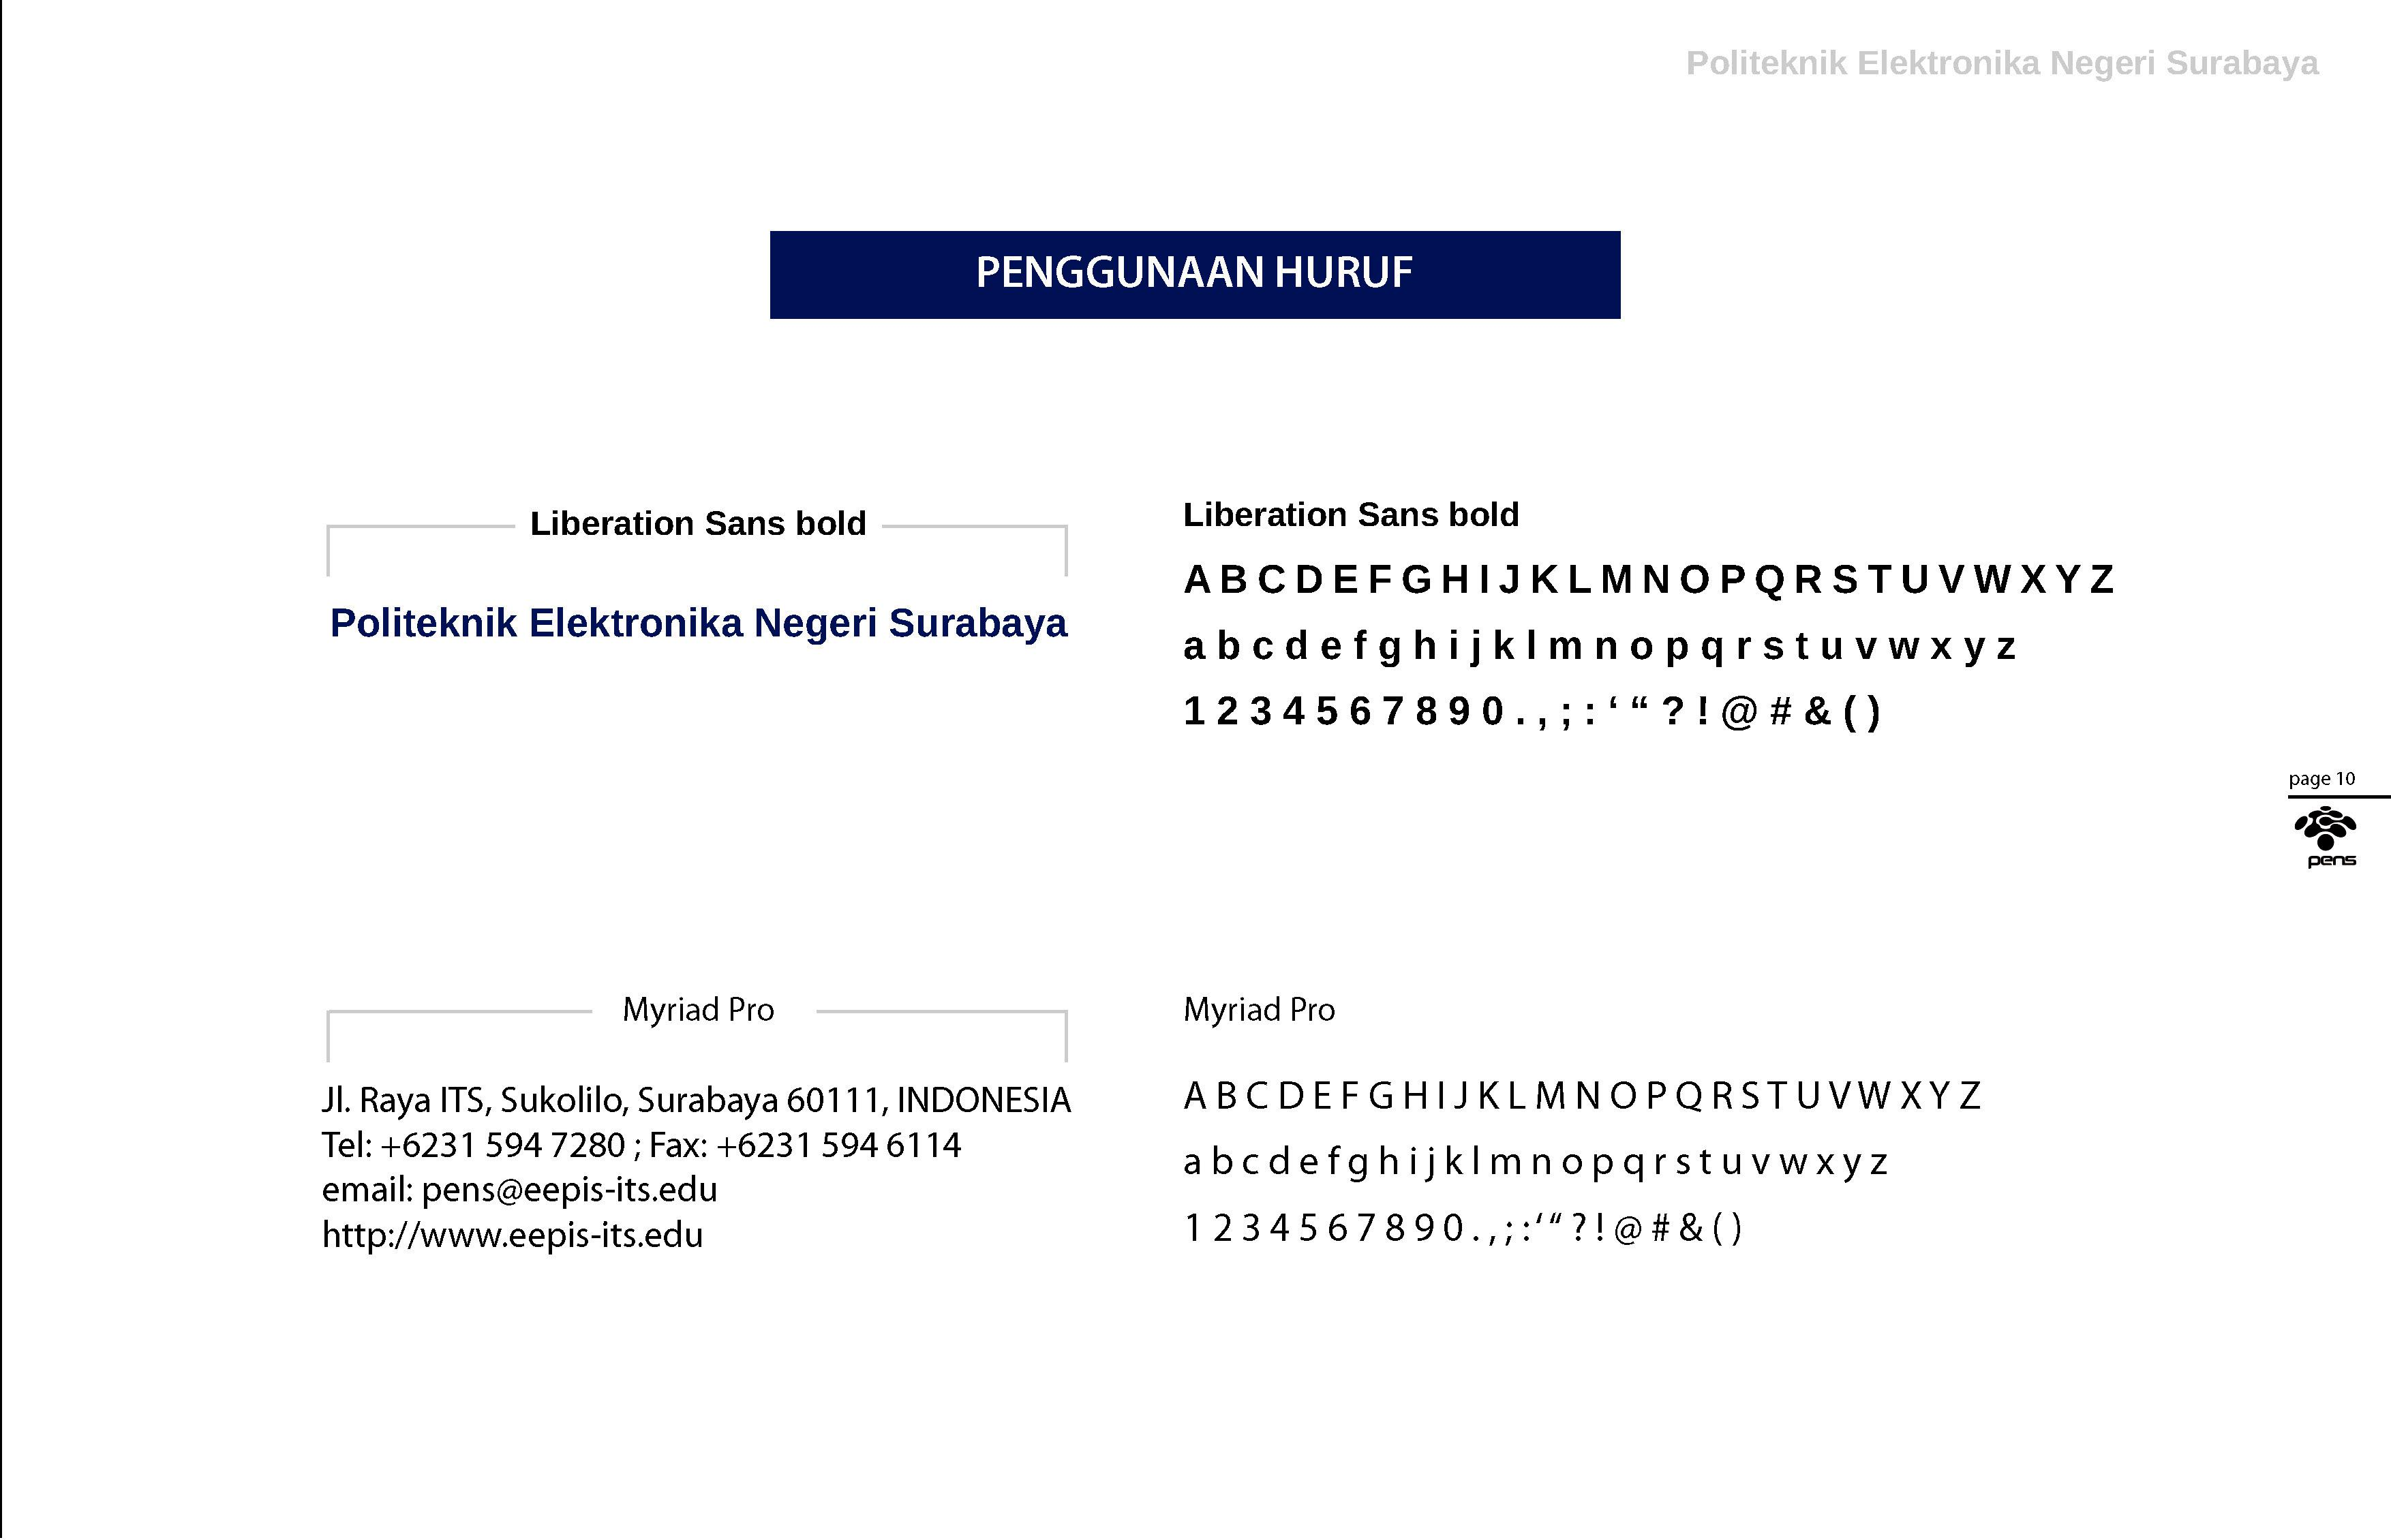 Politeknik Elektronika Negeri Surabaya
PENGGUNAAN HURUF
Liberation Sans bold
Politeknik Elektronika Negeri Surabaya
Liberation Sans bold
A B C D E F G H I J K L M N O P Q R S T U V W X Y Z
a b c d e f g h i j k l m n o p q r s t u v w x y z
1 2 3 4 5 6 7 8 9 0 . , ; : ‘ “ ? ! @ # & ( )
page 10
pens
Myriad Pro
Jl. Raya ITS, Sukolilo, Surabaya 60111, INDONESIA
Tel: +6231 594 7280 ; Fax: +6231 594 6114
email: pens@eepis-its.edu
http://www.eepis-its.edu
Myriad Pro
A B C D E F G H I J K L M N O P Q R S T U V W X Y Z
a b c d e f g h i j k l m n o p q r s t u v w x y z
1 2 3 4 5 6 7 8 9 0 . , ; : ‘ “ ? ! @ # & ( )